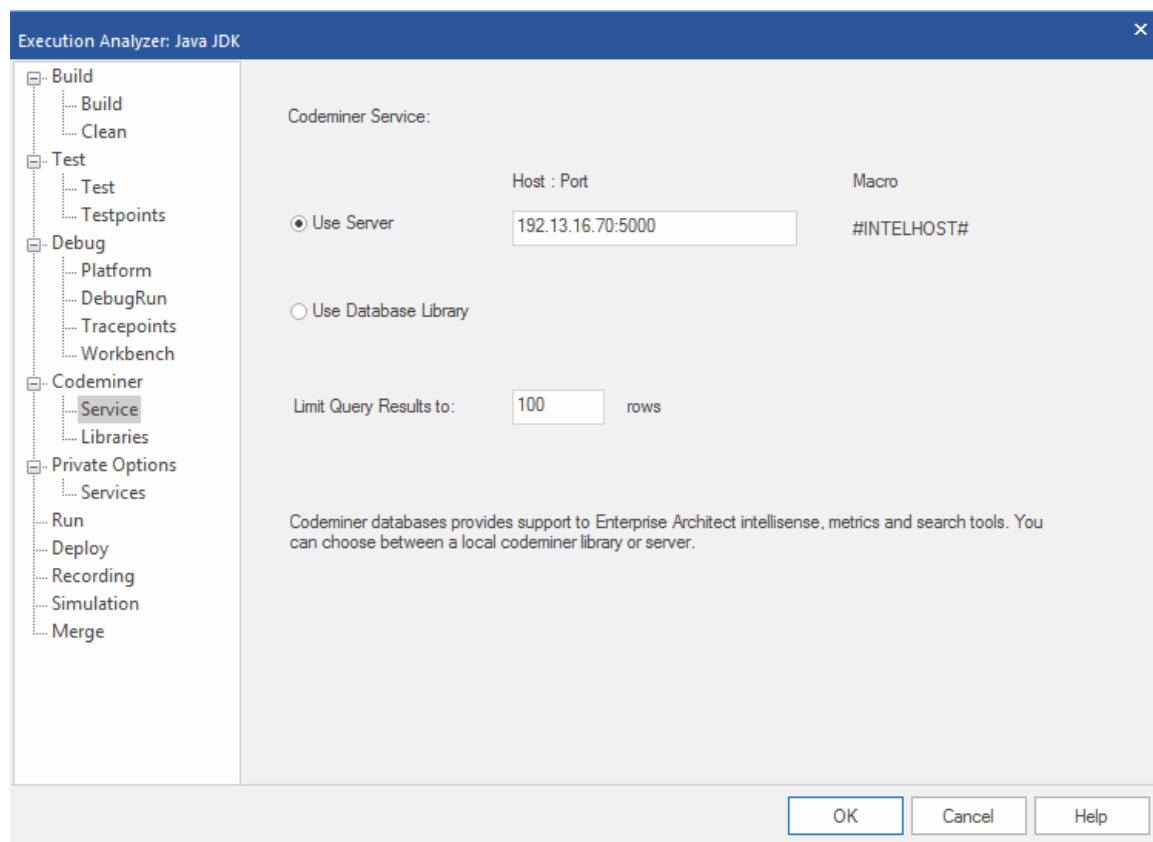 Execution Analyzer: Java JDK
Build
Build
Clean
Test
Test
Testpoints
Debug
Platform
DebugRun
Tracepoints
Workbench
Codeminer
Service
Libraries
Private Options
Services
Run
Deploy
Recording
Simulation
Merge
Codeminer Service:
Host : Port Macro
Use Server 192.13.16.70:5000 #INTELHOST#
Use Database Library
Limit Query Results to: 100 rows
Codeminer databases provides support to Enterprise Architect intellisense, metrics and search tools. You
can choose between a local codeminer library or server.
OK Cancel Help